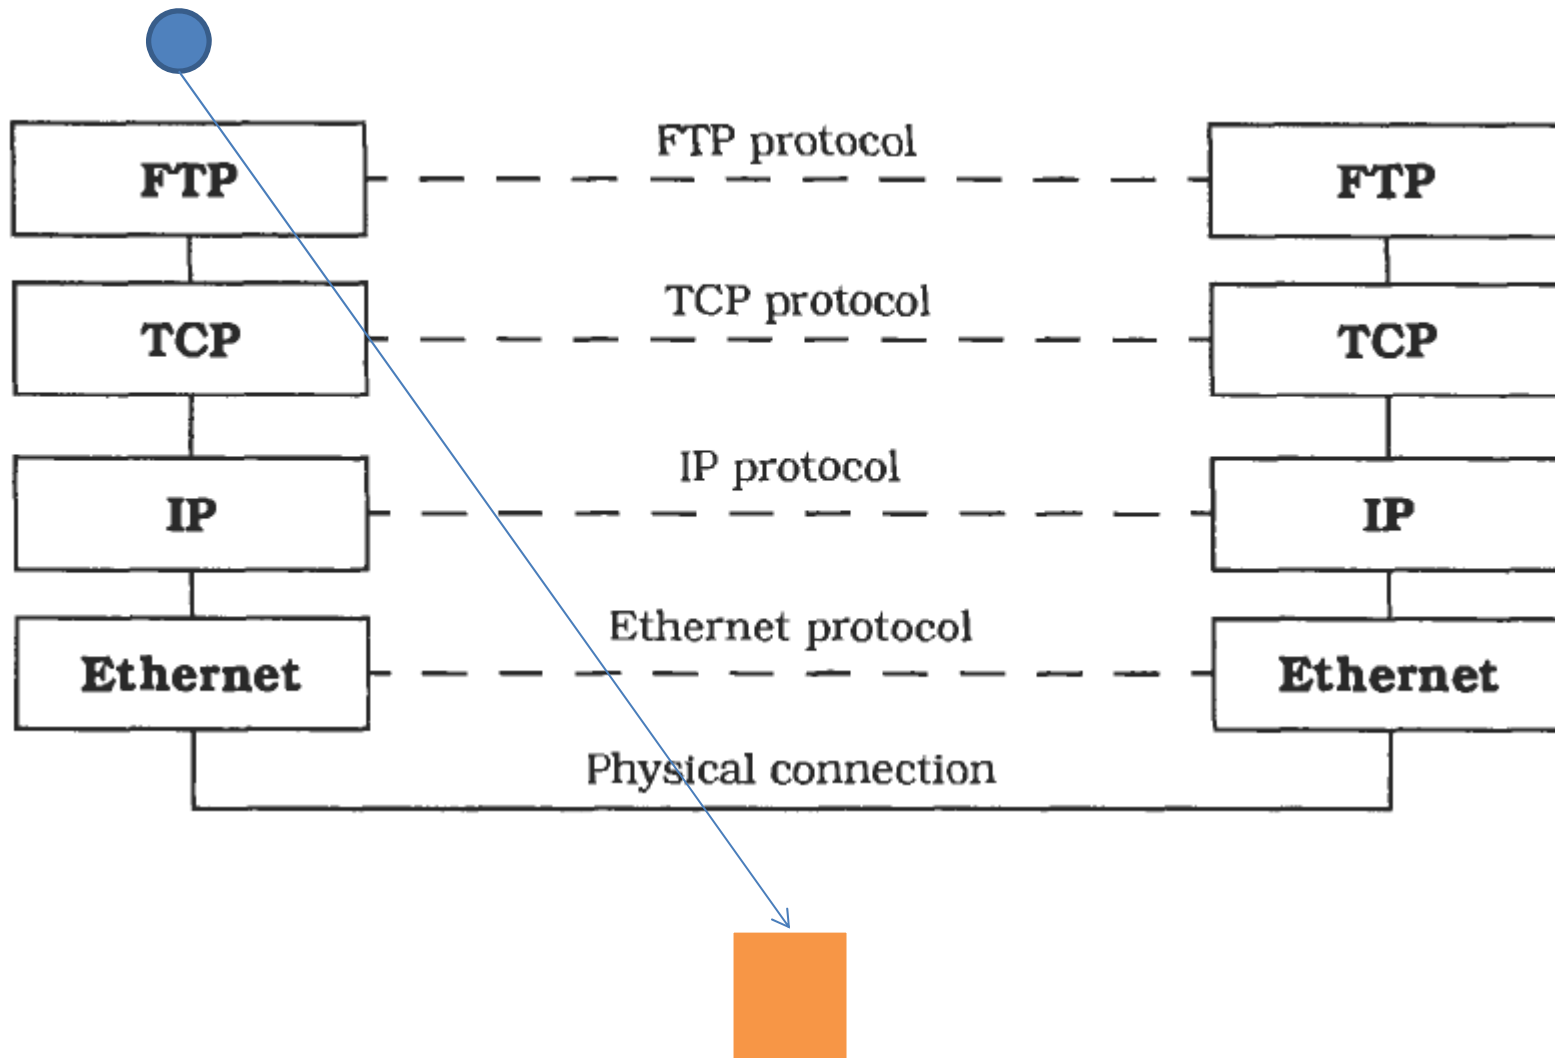 FTP protocol
FTP
FTP
TCP protocol
TCP
TCP
IP protocol
IP
IP
Ethernet protocol
Ethernet
Ethernet
Physical connection